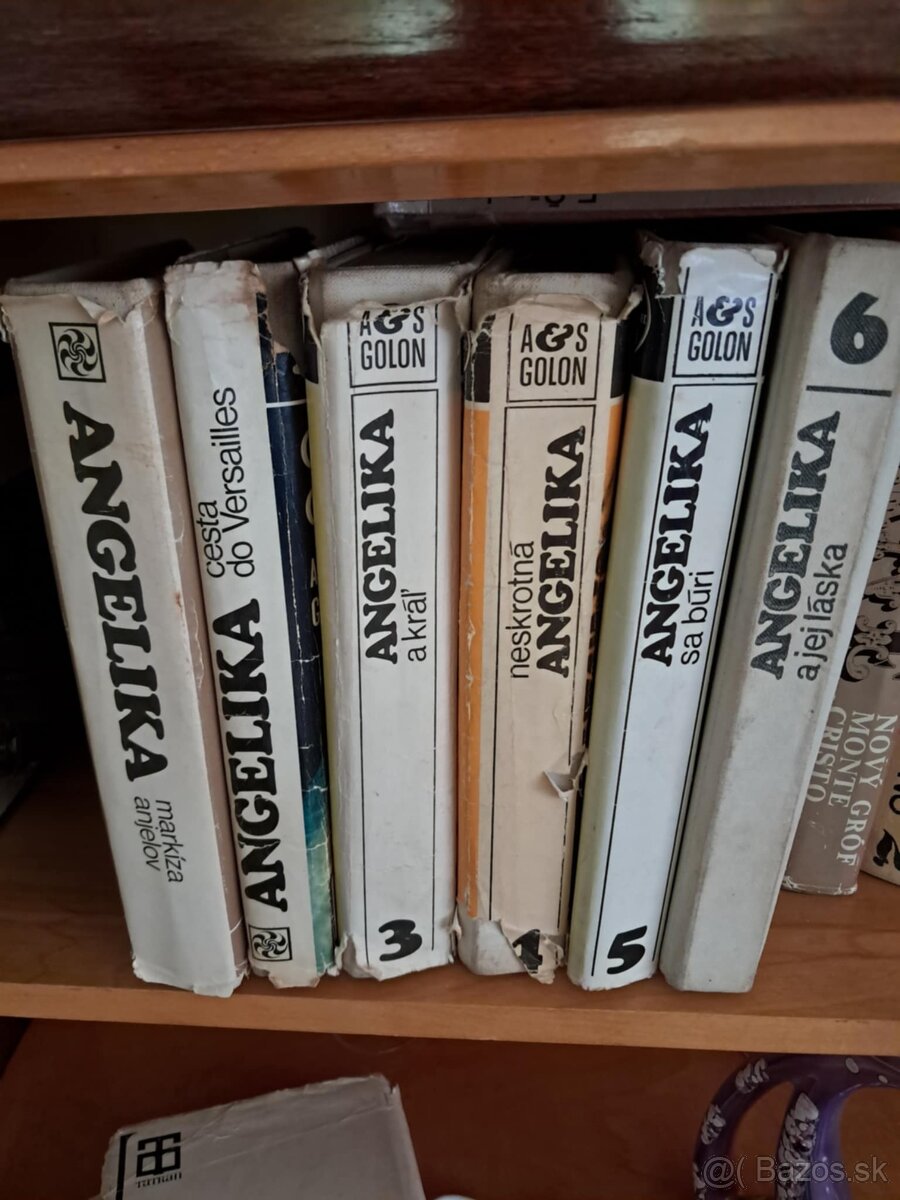 ANGELIKA
markíza
anjelov
cesta
do Versailles
ANGELIKA
A&S
GOLON
ANGELIKA
a kráľ
3
A&S
GOLON
neskrotná
ANGELIKA
A&S
GOLON
ANGELIKA
sa búri
5
6
ANGELIKA
a jej láska
NOVÝ GRÓF
MONTE
CRISTO
2
@( Bazos.sk